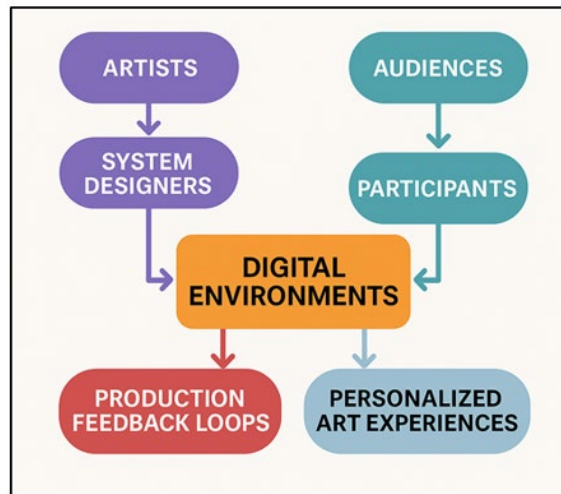 ARTISTS
AUDIENCES
SYSTEM
DESIGNERS
PARTICIPANTS
DIGITAL
ENVIRONMENTS
PRODUCTION
FEEDBACK LOOPS
PERSONALIZED
ART EXPERIENCES